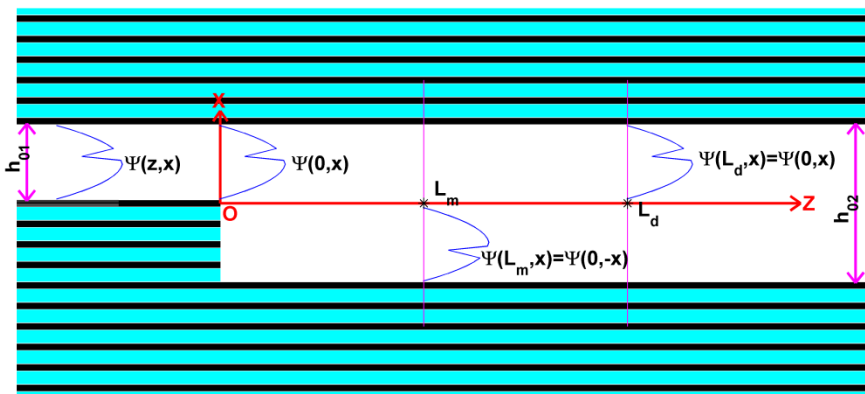 X
h01
Ψ(z,x)
Ψ(0,x)
Ψ(Ld,x)=Ψ(0,x)
Lm
Z
O
Ld
h02
Ψ(Lm,x)=Ψ(0,-x)